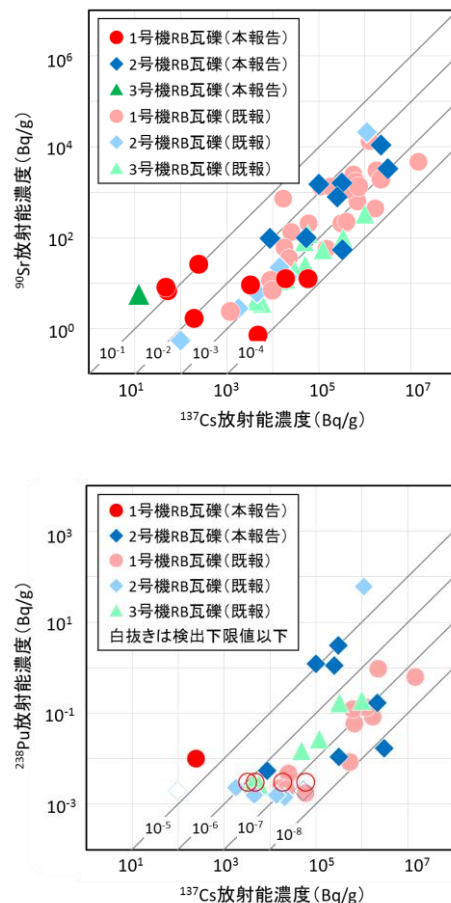 ⁹⁰Sr放射能濃度(Bq/g)
10⁶
10⁴
10²
10⁰
1号機RB瓦礫(本報告)
2号機RB瓦礫(本報告)
3号機RB瓦礫(本報告)
1号機RB瓦礫(既報)
2号機RB瓦礫(既報)
3号機RB瓦礫(既報)
10⁻¹ 10⁻² 10⁻³ 10⁻⁴
10¹ 10³ 10⁵ 10⁷
¹³⁷Cs放射能濃度(Bq/g)
²³⁸Pu放射能濃度(Bq/g)
10³
10¹
10⁻¹
10⁻³
1号機RB瓦礫(本報告)
2号機RB瓦礫(本報告)
1号機RB瓦礫(既報)
2号機RB瓦礫(既報)
3号機RB瓦礫(既報)
白抜きは検出下限値以下
10⁻⁵ 10⁻⁶ 10⁻⁷ 10⁻⁸
10¹ 10³ 10⁵ 10⁷
¹³⁷Cs放射能濃度(Bq/g)